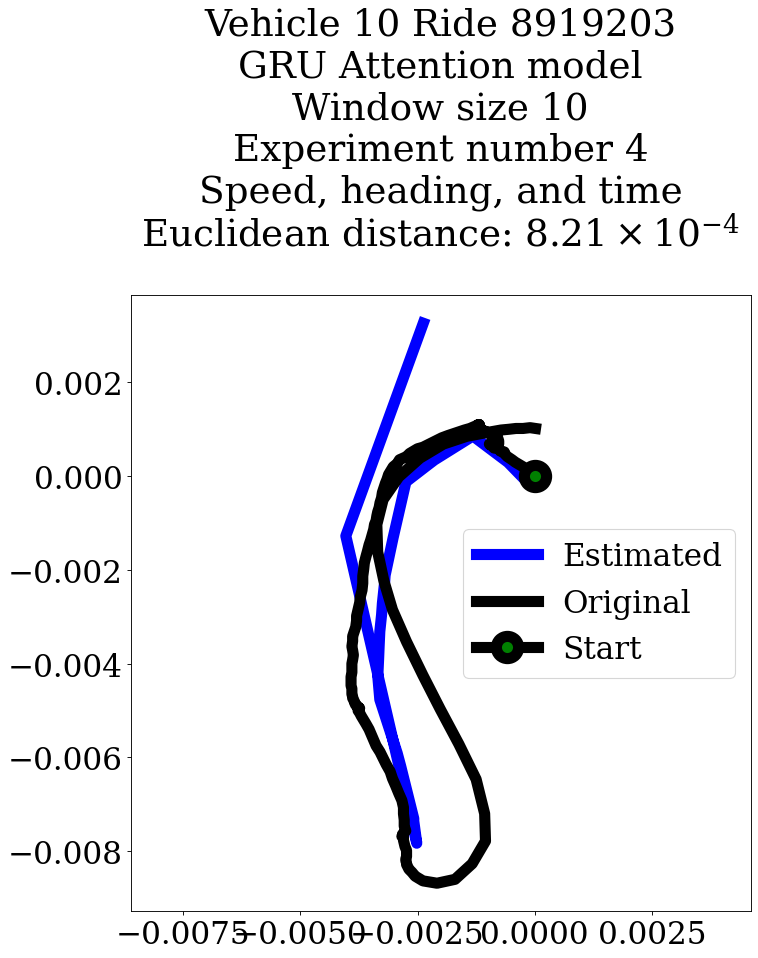 Vehicle 10 Ride 8919203
GRU Attention model
Window size 10
Experiment number 4
Speed, heading, and time
Euclidean distance: 8.21 × 10⁻⁴
0.002
0.000
−0.002
−0.004
−0.006
−0.008
Estimated
Original
Start
−0.0075 −0.0050 −0.0025 0.0000 0.0025